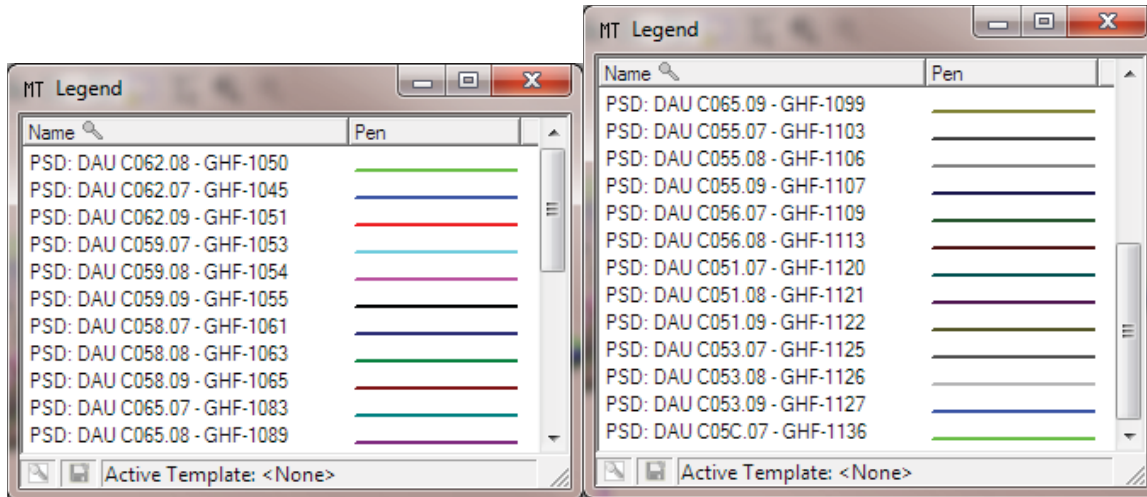 MT Legend
Name Pen
PSD: DAU C062.08 - GHF-1050
PSD: DAU C062.07 - GHF-1045
PSD: DAU C062.09 - GHF-1051
PSD: DAU C059.07 - GHF-1053
PSD: DAU C059.08 - GHF-1054
PSD: DAU C059.09 - GHF-1055
PSD: DAU C058.07 - GHF-1061
PSD: DAU C058.08 - GHF-1063
PSD: DAU C058.09 - GHF-1065
PSD: DAU C065.07 - GHF-1083
PSD: DAU C065.08 - GHF-1089
Active Template: <None>
MT Legend
Name Pen
PSD: DAU C065.09 - GHF-1099
PSD: DAU C055.07 - GHF-1103
PSD: DAU C055.08 - GHF-1106
PSD: DAU C055.09 - GHF-1107
PSD: DAU C056.07 - GHF-1109
PSD: DAU C056.08 - GHF-1113
PSD: DAU C051.07 - GHF-1120
PSD: DAU C051.08 - GHF-1121
PSD: DAU C051.09 - GHF-1122
PSD: DAU C053.07 - GHF-1125
PSD: DAU C053.08 - GHF-1126
PSD: DAU C053.09 - GHF-1127
PSD: DAU C05C.07 - GHF-1136
Active Template: <None>